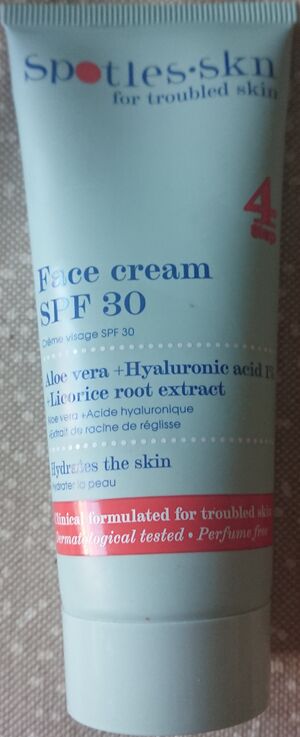 Spotles•skn
for troubled skin
4
Face cream
SPF 30
Crème visage SPF 30
Aloe vera +Hyaluronic acid
+Licorice root extract
Aloe vera +Acide hyaluronique
+Extrait de racine de réglisse
Hydrates the skin
Hydrater la peau
Clinical formulated for troubled skin
Dermatological tested • Perfume free